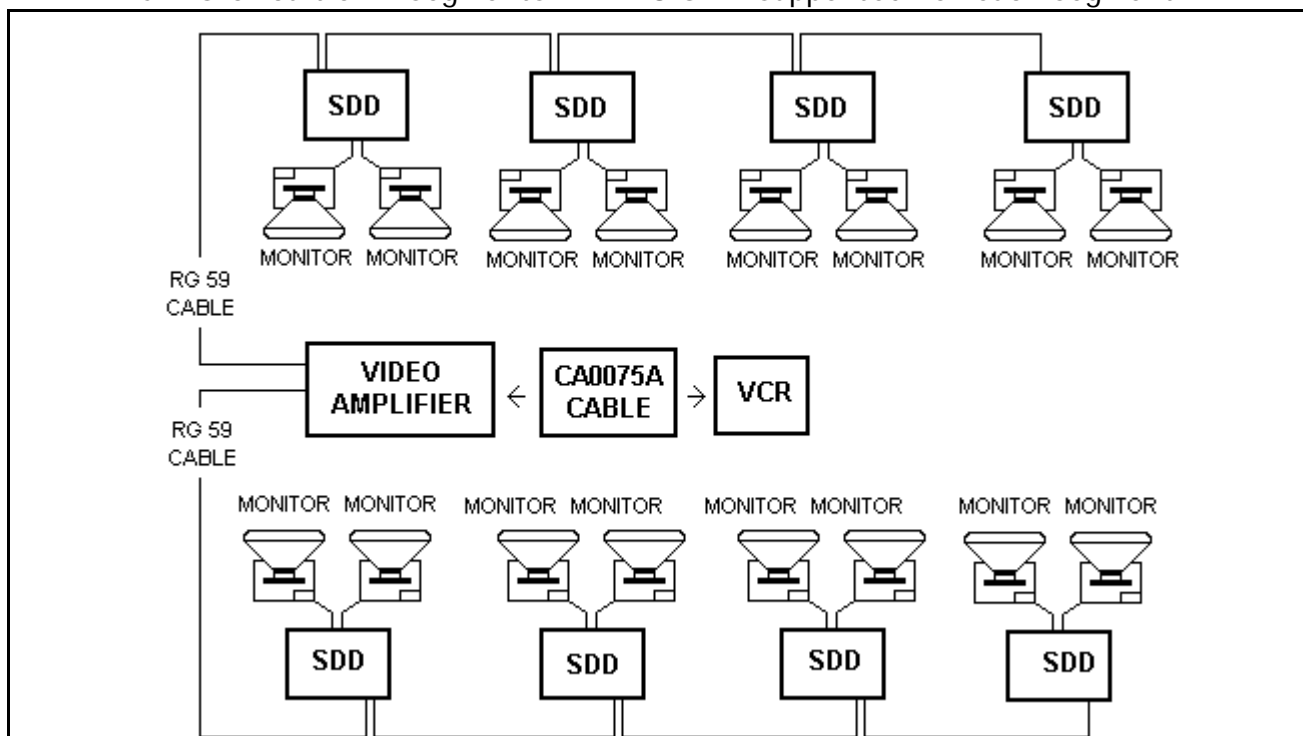 SDD SDD SDD SDD
MONITOR MONITOR MONITOR MONITOR MONITOR MONITOR MONITOR MONITOR
RG 59
CABLE
VIDEO
AMPLIFIER
CA0075A
CABLE
VCR
RG 59
CABLE
MONITOR MONITOR MONITOR MONITOR MONITOR MONITOR MONITOR MONITOR
SDD SDD SDD SDD